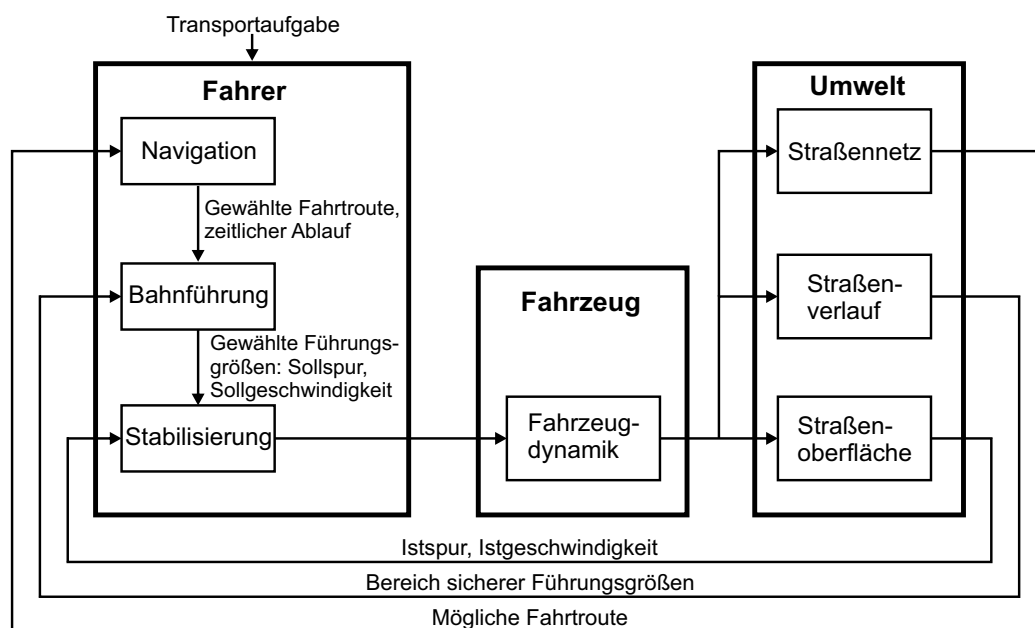 Transportaufgabe
Fahrer
Navigation
Gewählte Fahrtroute,
zeitlicher Ablauf
Bahnführung
Gewählte Führungs-
größen: Sollspur,
Sollgeschwindigkeit
Stabilisierung
Fahrzeug
Fahrzeug-
dynamik
Umwelt
Straßennetz
Straßen-
verlauf
Straßen-
oberfläche
Istspur, Istgeschwindigkeit
Bereich sicherer Führungsgrößen
Mögliche Fahrtroute